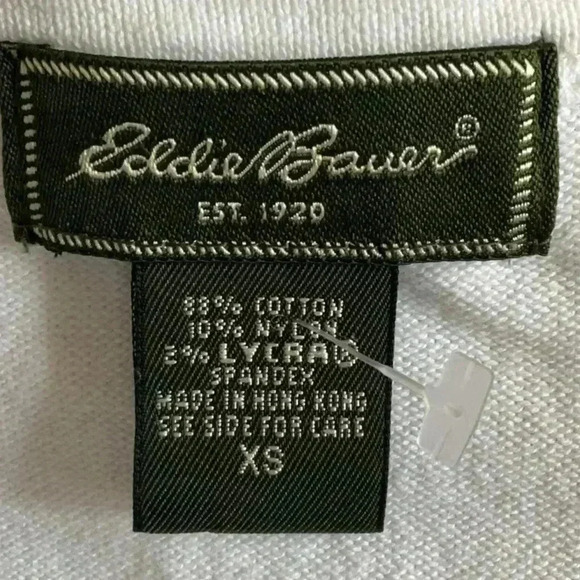 Eddie Bauer®
EST. 1920
88% COTTON
10% NYLON
2% LYCRA®
SPANDEX
MADE IN HONG KONG
SEE SIDE FOR CARE
XS